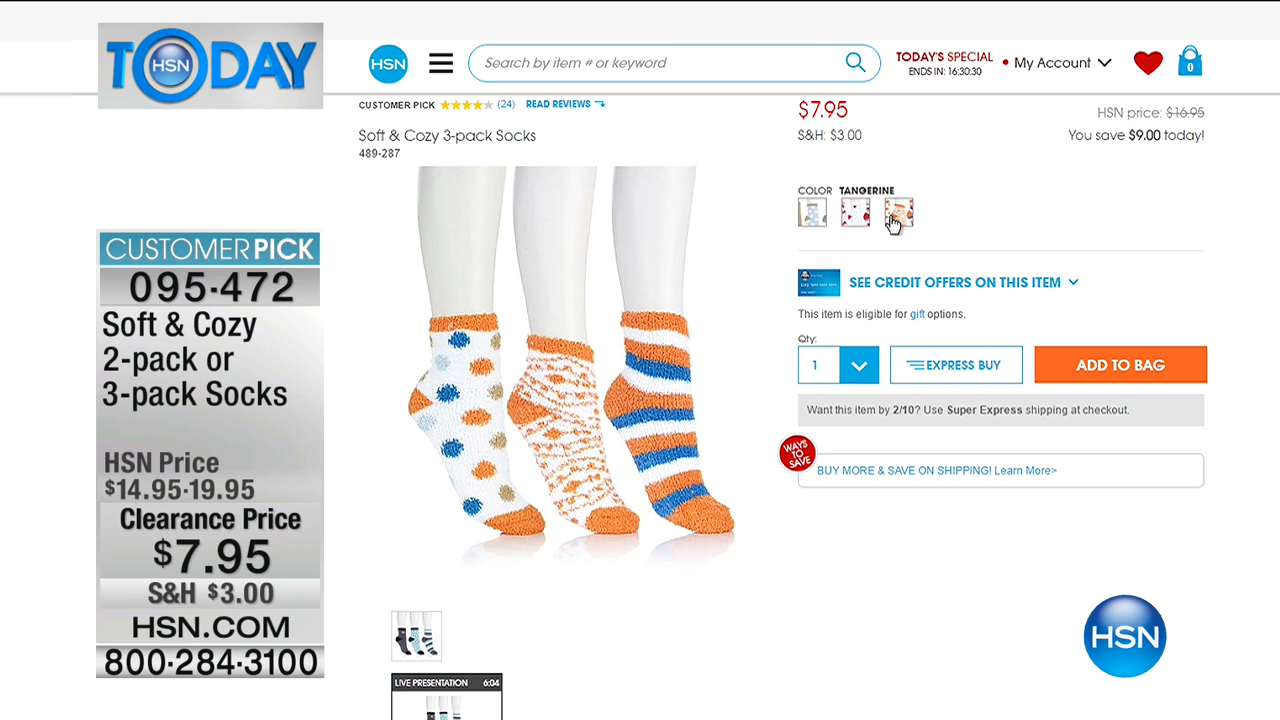 TODAY
HSN
HSN
Search by item # or keyword
TODAY'S SPECIAL
ENDS IN: 16:30:30
My Account
0
CUSTOMER PICK
(24)
READ REVIEWS
Soft & Cozy 3-pack Socks
489-287
$7.95
HSN price: $16.95
S&H: $3.00
You save $9.00 today!
COLOR TANGERINE
SEE CREDIT OFFERS ON THIS ITEM
This item is eligible for gift options.
Qty:
1
EXPRESS BUY
ADD TO BAG
Want this item by 2/10? Use Super Express shipping at checkout.
WAYS
TO
SAVE
BUY MORE & SAVE ON SHIPPING! Learn More>
CUSTOMER PICK
095-472
Soft & Cozy
2-pack or
3-pack Socks
HSN Price
$14.95-19.95
Clearance Price
$7.95
S&H $3.00
HSN.COM
800-284-3100
LIVE PRESENTATION 6:04
HSN